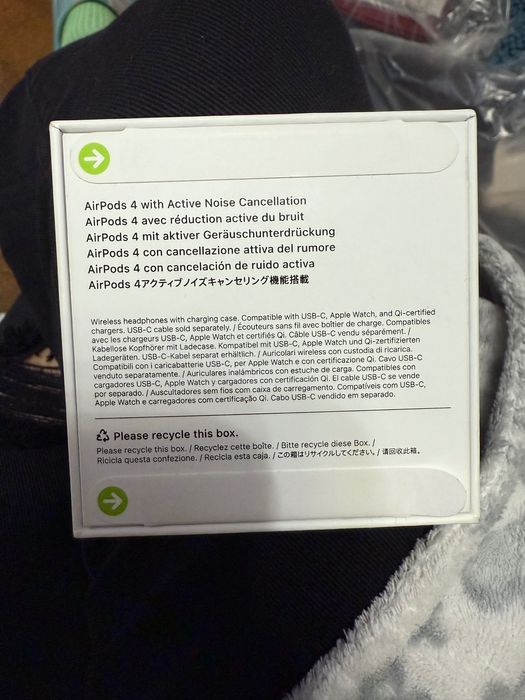 AirPods 4 with Active Noise Cancellation
AirPods 4 avec réduction active du bruit
AirPods 4 mit aktiver Geräuschunterdrückung
AirPods 4 con cancellazione attiva del rumore
AirPods 4 con cancelación de ruido activa
AirPods 4アクティブノイズキャンセリング機能搭載
Wireless headphones with charging case. Compatible with USB-C, Apple Watch, and Qi-certified
chargers. USB-C cable sold separately. / Écouteurs sans fil avec boîtier de charge. Compatibles
avec les chargeurs USB-C, Apple Watch et certifiés Qi. Câble USB-C vendu séparément. /
Kabellose Kopfhörer mit Ladecase. Kompatibel mit USB-C, Apple Watch und Qi-zertifizierten
Ladegeräten. USB-C-Kabel separat erhältlich. / Auricolari wireless con custodia di ricarica.
Compatibili con i caricabatterie USB-C, per Apple Watch e con certificazione Qi. Cavo USB-C
venduto separatamente. / Auriculares inalámbricos con estuche de carga. Compatibles con
cargadores USB-C, Apple Watch y cargadores con certificación Qi. El cable USB-C se vende
por separado. / Auscultadores sem fios com caixa de carregamento. Compatíveis com USB-C,
Apple Watch e carregadores com certificação Qi. Cabo USB-C vendido em separado.
Please recycle this box.
Please recycle this box. / Recyclez cette boîte. / Bitte recycle diese Box. /
Ricicla questa confezione. / Recicla esta caja. / この箱はリサイクルしてください。/ 请回收此箱。